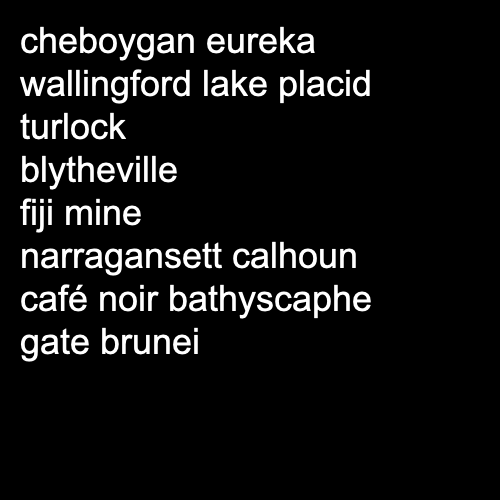 cheboygan eureka
wallingford lake placid
turlock
blytheville
fiji mine
narragansett calhoun
café noir bathyscaphe
gate brunei